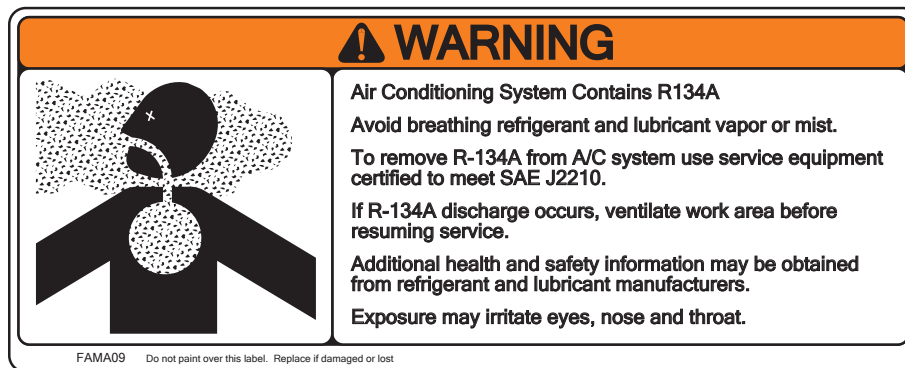 WARNING
Air Conditioning System Contains R134A
Avoid breathing refrigerant and lubricant vapor or mist.
To remove R-134A from A/C system use service equipment
certified to meet SAE J2210.
If R-134A discharge occurs, ventilate work area before
resuming service.
Additional health and safety information may be obtained
from refrigerant and lubricant manufacturers.
Exposure may irritate eyes, nose and throat.
FAMA09 Do not paint over this label. Replace if damaged or lost